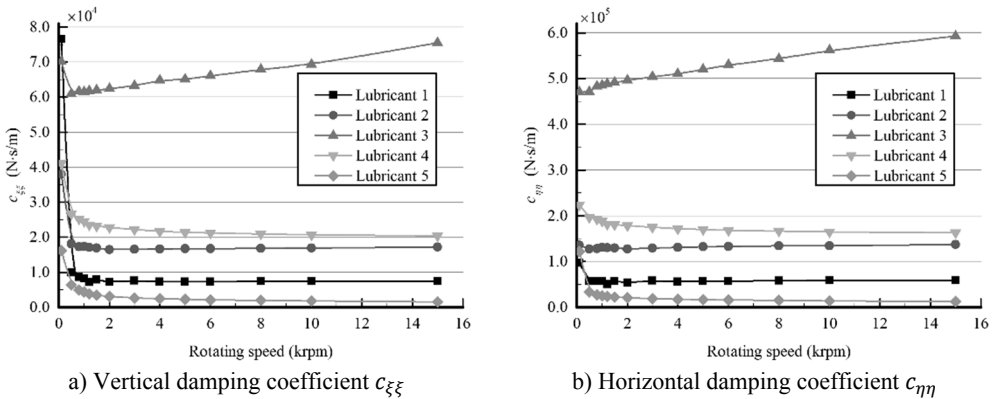 ×10⁴
8.0
7.0
6.0
5.0
4.0
3.0
2.0
1.0
0.0
c_ξξ (N·s/m)
Lubricant 1
Lubricant 2
Lubricant 3
Lubricant 4
Lubricant 5
0 2 4 6 8 10 12 14 16
Rotating speed (krpm)
a) Vertical damping coefficient c_ξξ
×10⁵
6.0
5.0
4.0
3.0
2.0
1.0
0.0
c_ηη (N·s/m)
Lubricant 1
Lubricant 2
Lubricant 3
Lubricant 4
Lubricant 5
0 2 4 6 8 10 12 14 16
Rotating speed (krpm)
b) Horizontal damping coefficient c_ηη